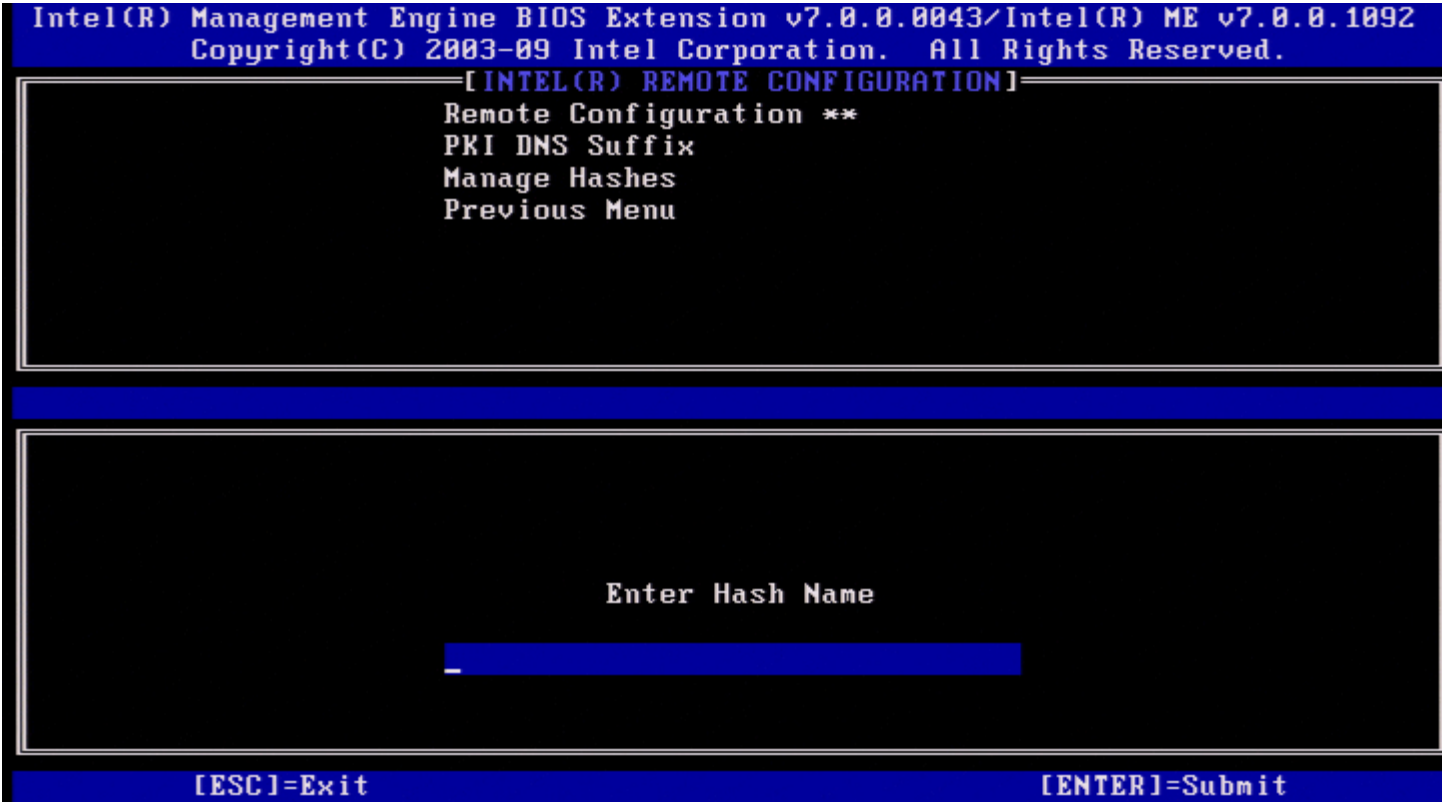 Intel(R) Management Engine BIOS Extension v7.0.0.0043/Intel(R) ME v7.0.0.1092
Copyright(C) 2003-09 Intel Corporation. All Rights Reserved.
[INTEL(R) REMOTE CONFIGURATION]
Remote Configuration **
PKI DNS Suffix
Manage Hashes
Previous Menu
Enter Hash Name
[ESC]=Exit [ENTER]=Submit